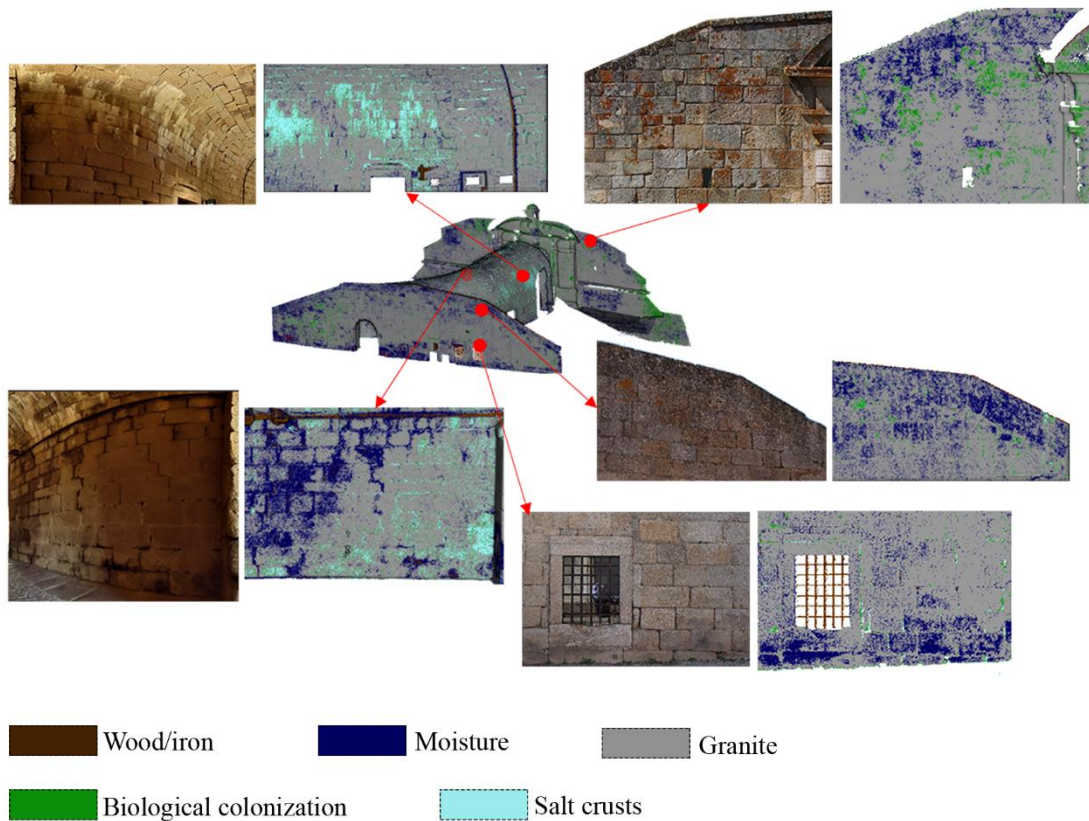 Wood/iron
Moisture
Granite
Biological colonization
Salt crusts